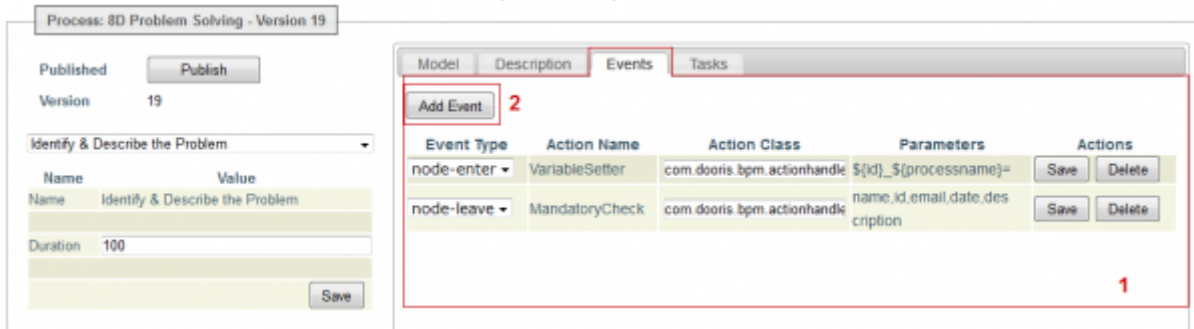 Process: 8D Problem Solving - Version 19
Published Publish
Version 19
Identify & Describe the Problem
Name Value
Name Identify & Describe the Problem
Duration 100
Save
Model Description Events Tasks
Add Event 2
Event Type Action Name Action Class Parameters Actions
node-enter VariableSetter com.dooris.bpm.actionhandle ${id}_${processname}= Save Delete
node-leave MandatoryCheck com.dooris.bpm.actionhandle name,id,email,date,des
cription Save Delete
1